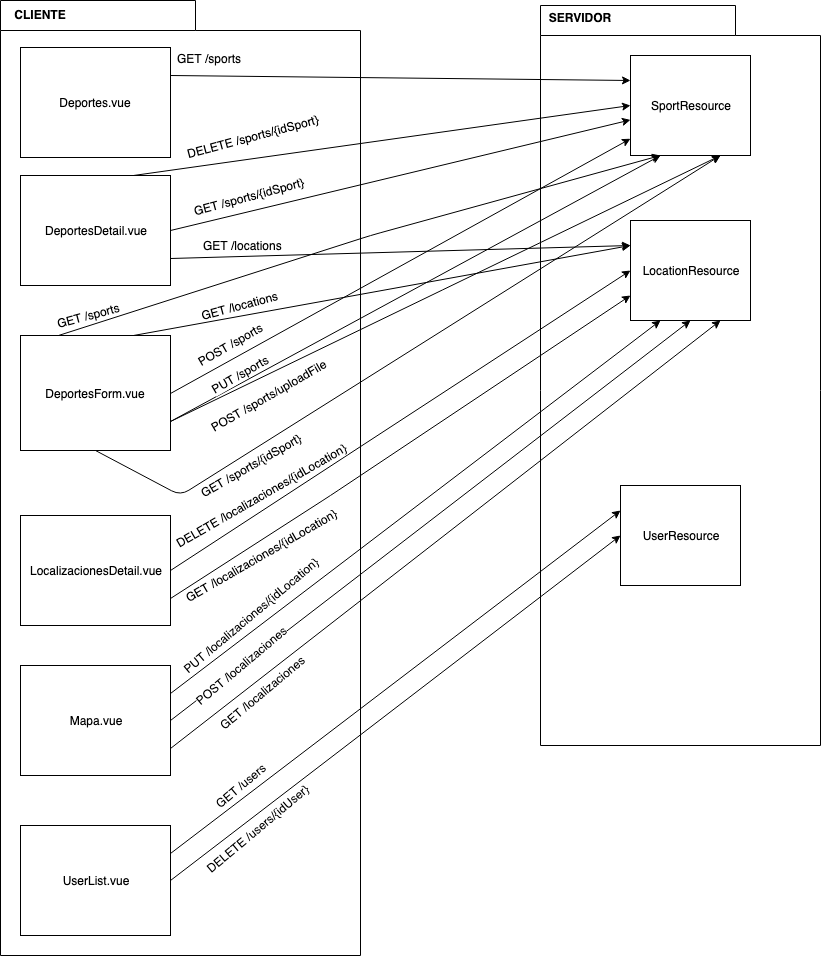 CLIENTE
SERVIDOR
Deportes.vue
GET /sports
SportResource
DELETE /sports/{idSport}
DeportesDetail.vue
GET /sports/{idSport}
GET /locations
LocationResource
GET /sports
GET /locations
DeportesForm.vue
POST /sports
PUT /sports
POST /sports/uploadFile
GET /sports/{idSport}
DELETE /localizaciones/{idLocation}
LocalizacionesDetail.vue
GET /localizaciones/{idLocation}
UserResource
PUT /localizaciones/{idLocation}
Mapa.vue
POST /localizaciones
GET /localizaciones
GET /users
UserList.vue
DELETE /users/{idUser}